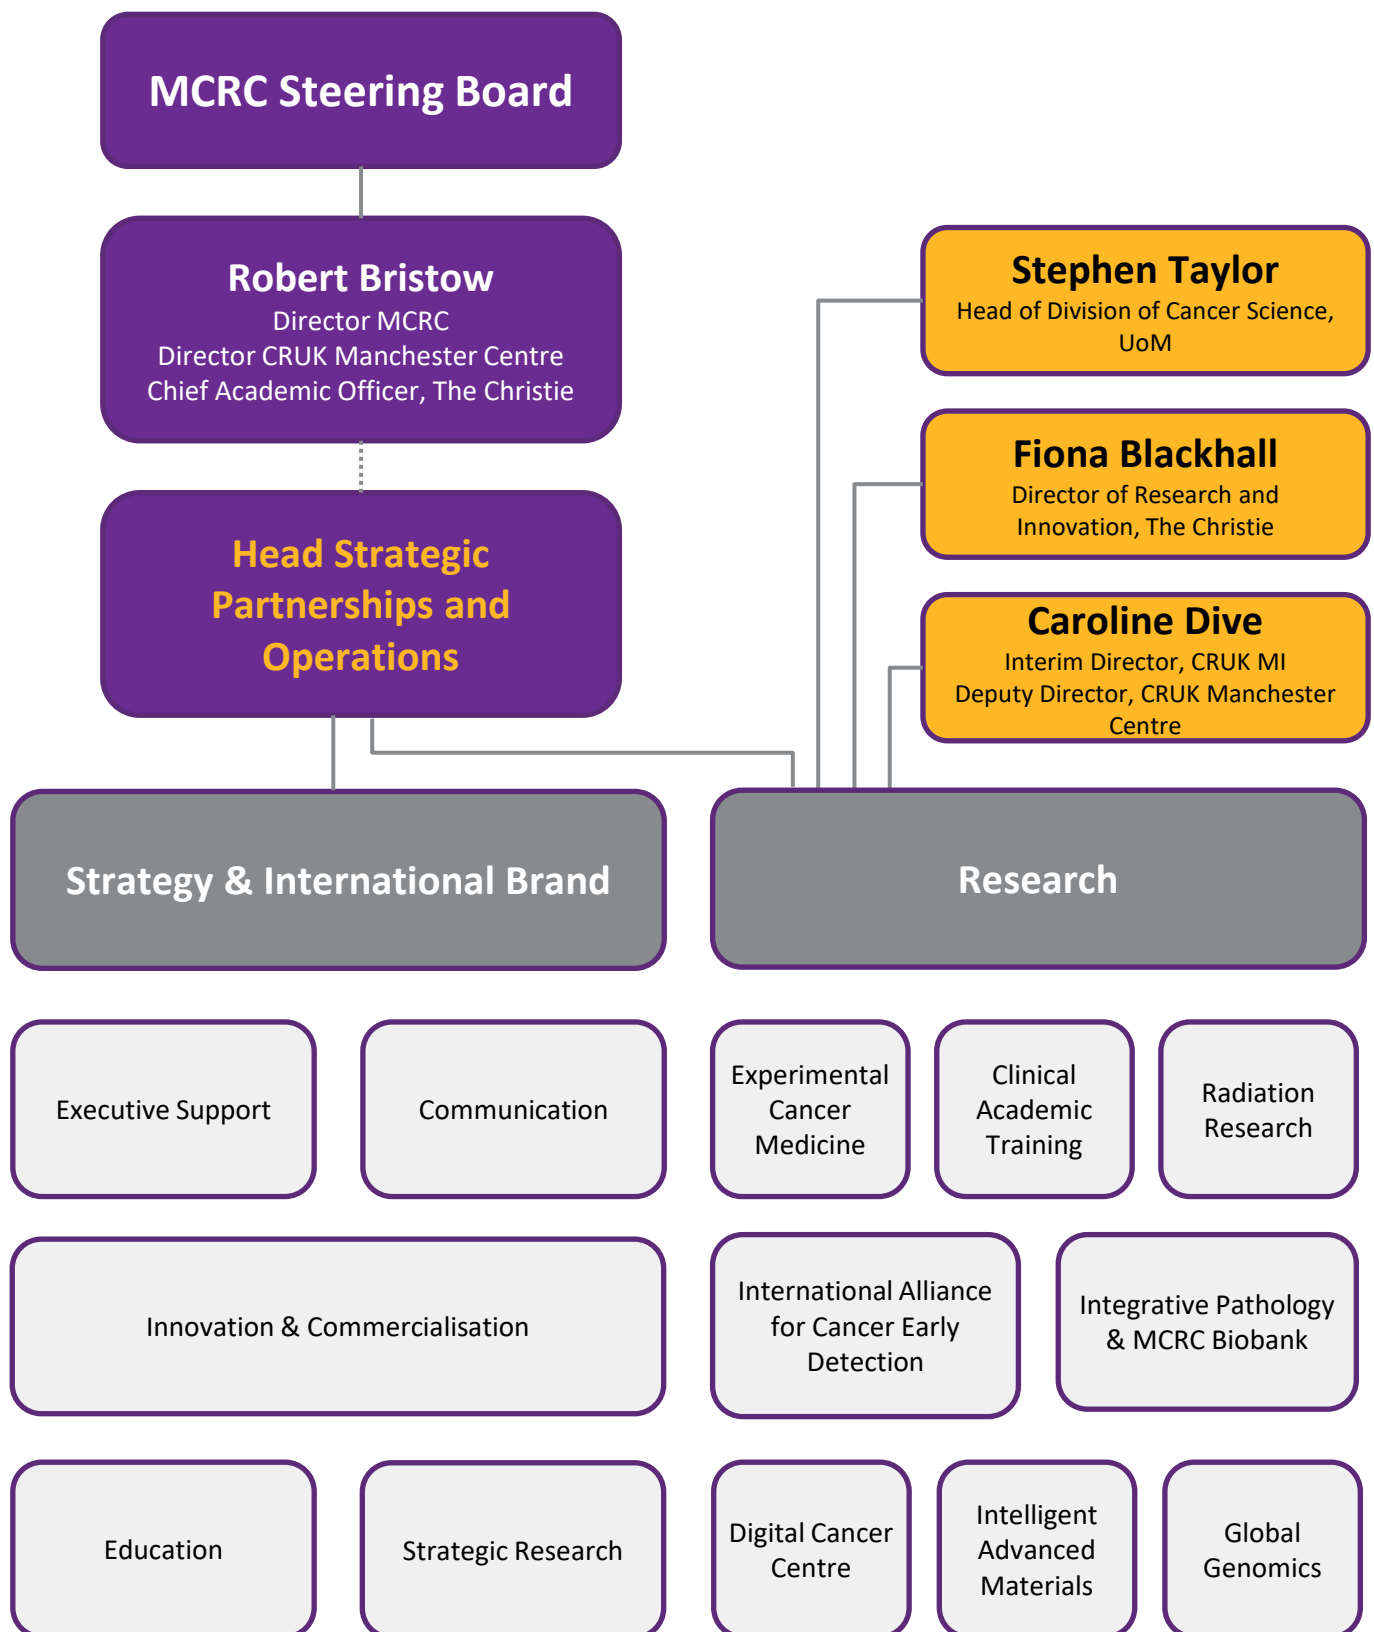 MCRC Steering Board
Robert Bristow
Director MCRC
Director CRUK Manchester Centre
Chief Academic Officer, The Christie
Head Strategic
Partnerships and
Operations
Stephen Taylor
Head of Division of Cancer Science,
UoM
Fiona Blackhall
Director of Research and
Innovation, The Christie
Caroline Dive
Interim Director, CRUK MI
Deputy Director, CRUK Manchester
Centre
Strategy & International Brand
Research
Executive Support
Communication
Innovation & Commercialisation
Education
Strategic Research
Experimental
Cancer
Medicine
Clinical
Academic
Training
Radiation
Research
International Alliance
for Cancer Early
Detection
Integrative Pathology
& MCRC Biobank
Digital Cancer
Centre
Intelligent
Advanced
Materials
Global
Genomics